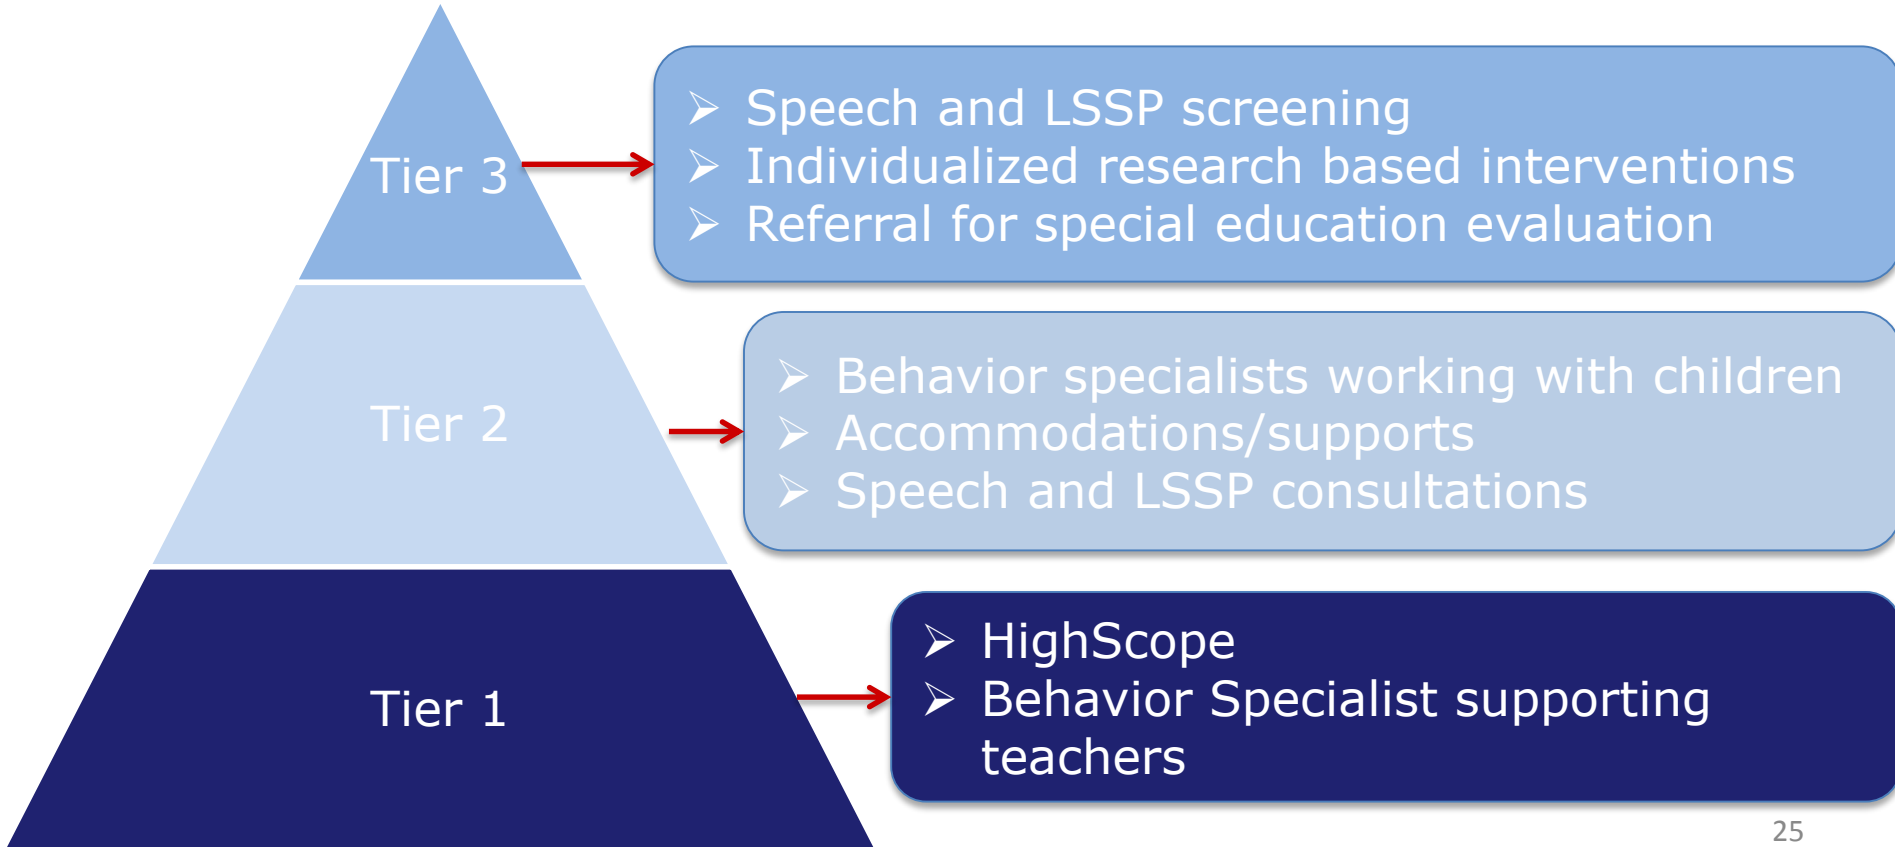 Tier 3
➢ Speech and LSSP screening
➢ Individualized research based interventions
➢ Referral for special education evaluation
Tier 2
➢ Behavior specialists working with children
➢ Accommodations/supports
➢ Speech and LSSP consultations
Tier 1
➢ HighScope
➢ Behavior Specialist supporting
teachers
25